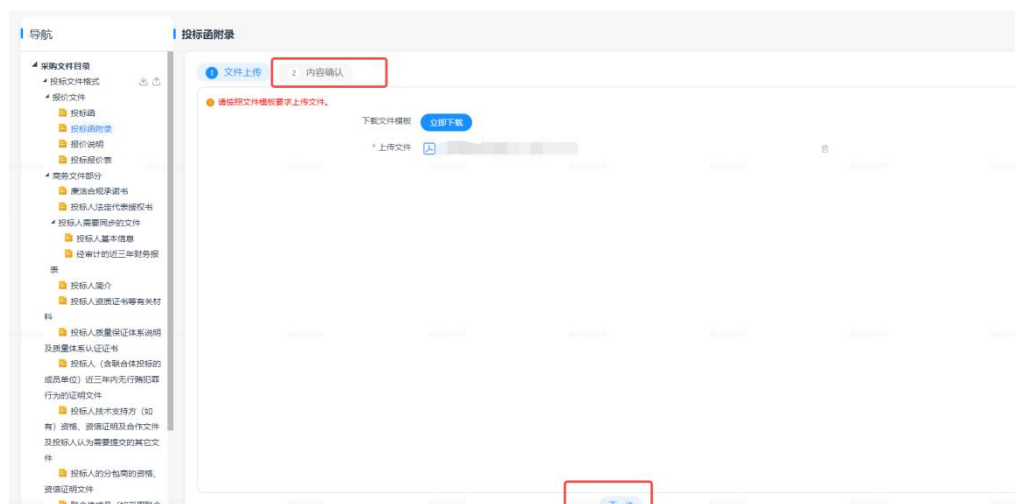 导航
投标函附录
采购文件目录
投标文件格式
报价文件
投标函
投标函附录
报价说明
投标报价表
商务文件部分
廉洁合规承诺书
投标人法定代表授权书
投标人需要同步的文件
投标人基本信息
经审计的近三年财务报
表
投标人简介
投标人资质证书等有关材
料
投标人质量保证体系说明
及质量体系认证证书
投标人（含联合体投标的
成员单位）近三年内无行贿犯罪
行为的证明文件
投标人技术支持方（如
有）资格、资信证明及合作文件
及投标人认为需要提交的其它文
件
投标人的分包商的资格、
资信证明文件
1 文件上传
2 内容确认
请按照文件模板要求上传文件。
下载文件模板 立即下载
* 上传文件
下一步